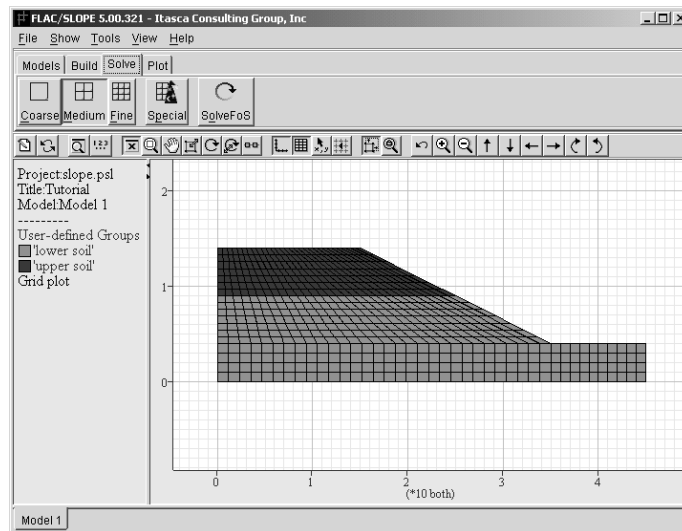 FLAC/SLOPE 5.00.321 - Itasca Consulting Group, Inc
File Show Tools View Help
Models Build Solve Plot
Coarse Medium Fine Special SolveFoS
Project:slope.psl
Title:Tutorial
Model:Model 1
---------
User-defined Groups
'lower soil'
'upper soil'
Grid plot
2
1
0
0 1 2 3 4
(*10 both)
Model 1